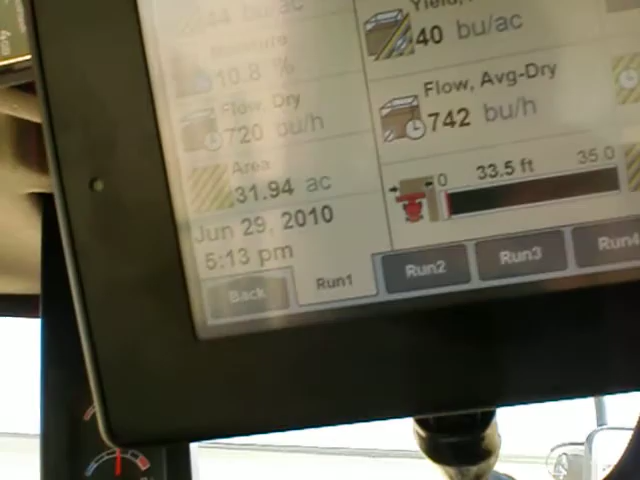 44 bu/ac
Moisture
10.8 %
Flow, Dry
720 bu/h
Area
31.94 ac
Jun 29, 2010
5:13 pm
Yield,
40 bu/ac
Flow, Avg-Dry
742 bu/h
0 33.5 ft 35.0
Back Run1 Run2 Run3 Run4